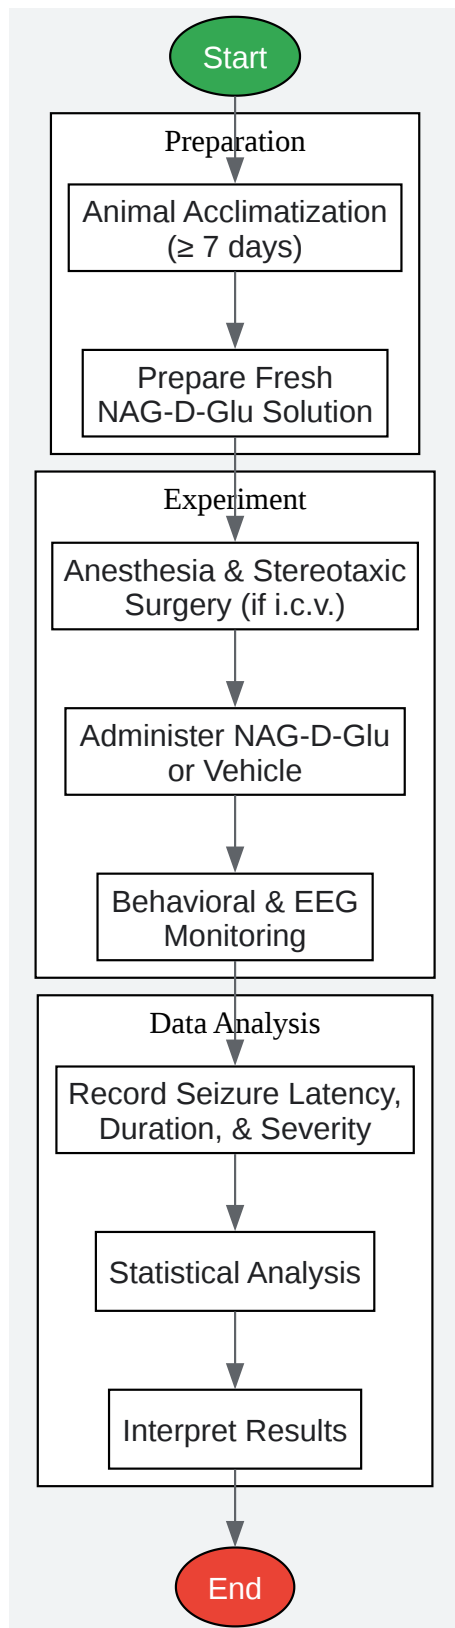 Start
Preparation
Animal Acclimatization
(≥ 7 days)
Prepare Fresh
NAG-D-Glu Solution
Experiment
Anesthesia & Stereotaxic
Surgery (if i.c.v.)
Administer NAG-D-Glu
or Vehicle
Behavioral & EEG
Monitoring
Data Analysis
Record Seizure Latency,
Duration, & Severity
Statistical Analysis
Interpret Results
End